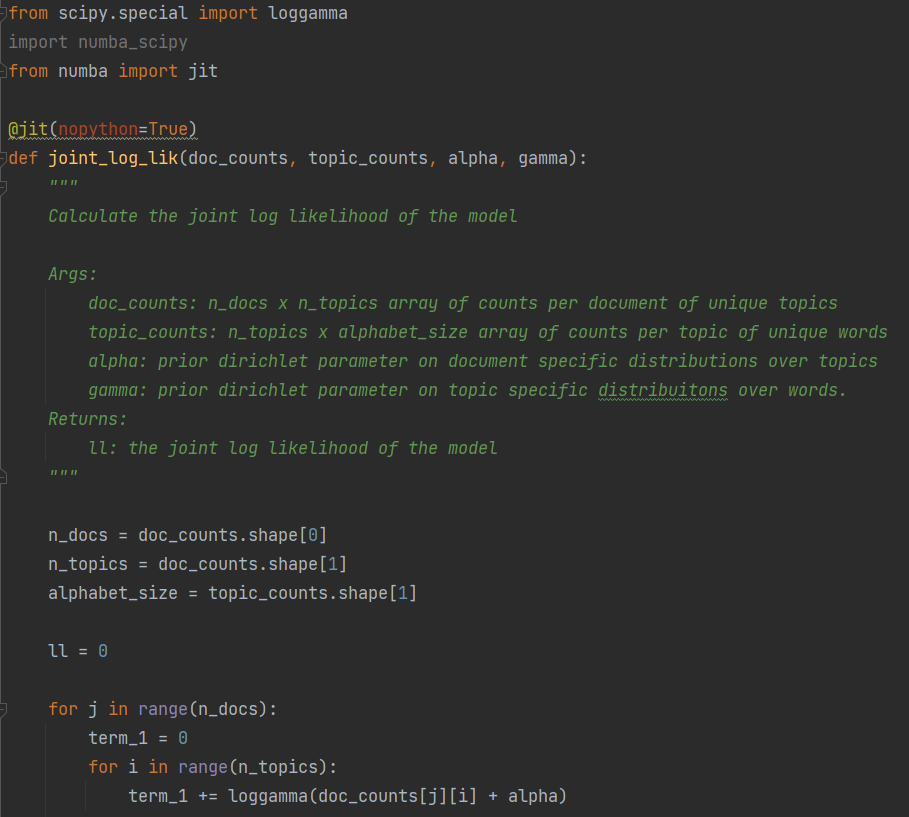 from scipy.special import loggamma
import numba_scipy
from numba import jit
@jit(nopython=True)
def joint_log_lik(doc_counts, topic_counts, alpha, gamma):
"""
Calculate the joint log likelihood of the model
Args:
doc_counts: n_docs x n_topics array of counts per document of unique topics
topic_counts: n_topics x alphabet_size array of counts per topic of unique words
alpha: prior dirichlet parameter on document specific distributions over topics
gamma: prior dirichlet parameter on topic specific distribuitons over words.
Returns:
ll: the joint log likelihood of the model
"""
n_docs = doc_counts.shape[0]
n_topics = doc_counts.shape[1]
alphabet_size = topic_counts.shape[1]
ll = 0
for j in range(n_docs):
term_1 = 0
for i in range(n_topics):
term_1 += loggamma(doc_counts[j][i] + alpha)